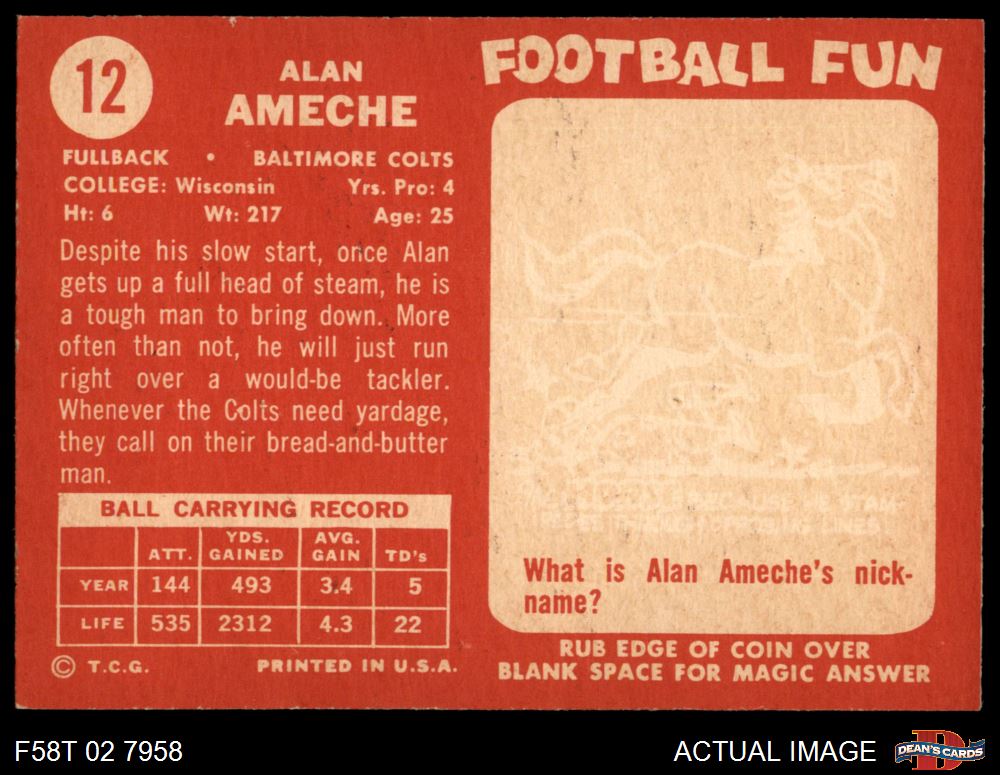 12
ALAN
AMECHE
FULLBACK • BALTIMORE COLTS
COLLEGE: Wisconsin Yrs. Pro: 4
Ht: 6 Wt: 217 Age: 25
Despite his slow start, once Alan
gets up a full head of steam, he is
a tough man to bring down. More
often than not, he will just run
right over a would-be tackler.
Whenever the Colts need yardage,
they call on their bread-and-butter
man.
BALL CARRYING RECORD
ATT. YDS. GAINED AVG. GAIN TD's
YEAR 144 493 3.4 5
LIFE 535 2312 4.3 22
© T.C.G. PRINTED IN U.S.A.
FOOTBALL FUN
What is Alan Ameche's nick-
name?
RUB EDGE OF COIN OVER
BLANK SPACE FOR MAGIC ANSWER
F58T 02 7958
ACTUAL IMAGE
D
DEAN'S CARDS